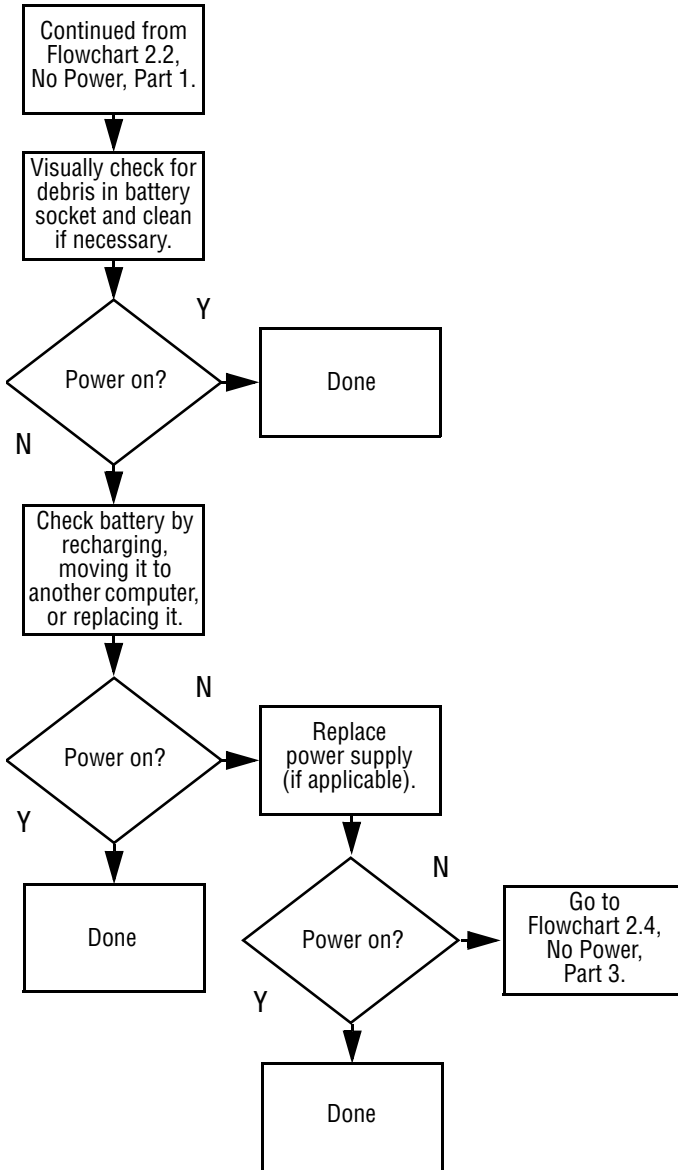 Continued from
Flowchart 2.2,
No Power, Part 1.
Visually check for
debris in battery
socket and clean
if necessary.
Y
Power on?
Done
N
Check battery by
recharging,
moving it to
another computer,
or replacing it.
N
Power on?
Replace
power supply
(if applicable).
Y
Done
N
Power on?
Go to
Flowchart 2.4,
No Power,
Part 3.
Y
Done